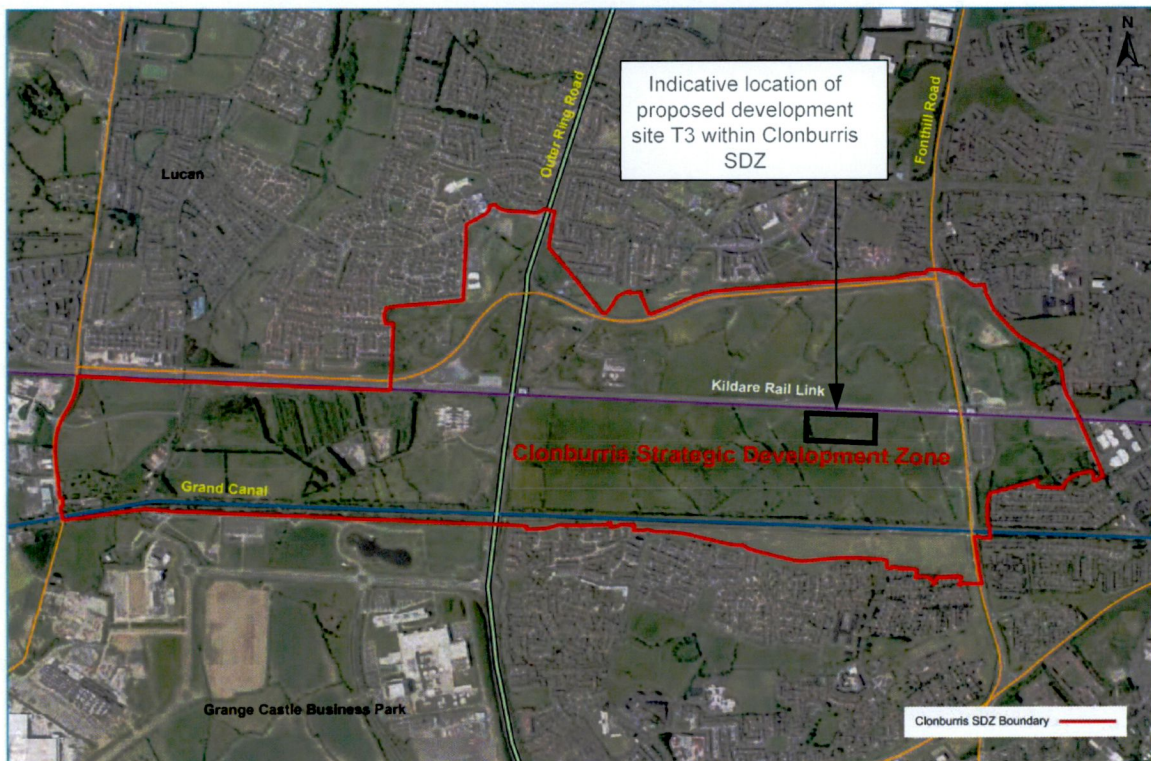 N
Indicative location of
proposed development
site T3 within Clonburris
SDZ
Outer Ring Road
Fonthill Road
Lucan
Kildare Rail Link
Clonburris Strategic Development Zone
Grand Canal
Grange Castle Business Park
Clonburris SDZ Boundary